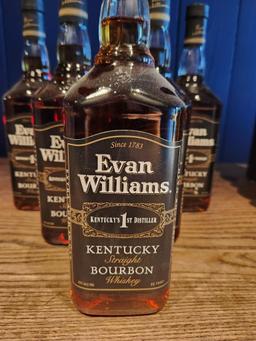 Since 1783
Evan
Williams.
KENTUCKY'S 1st DISTILLER
KENTUCKY
Straight
BOURBON
Whiskey